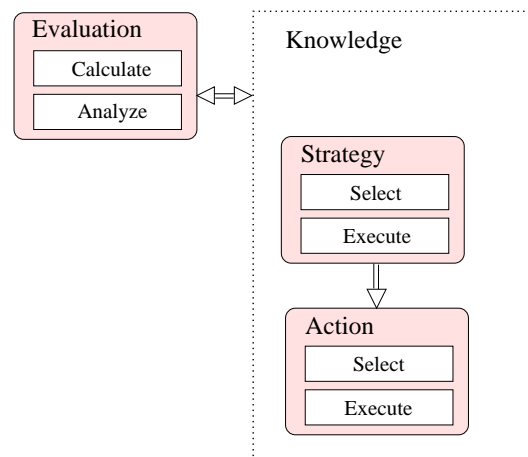 Evaluation
Calculate
Analyze
Knowledge
Strategy
Select
Execute
Action
Select
Execute